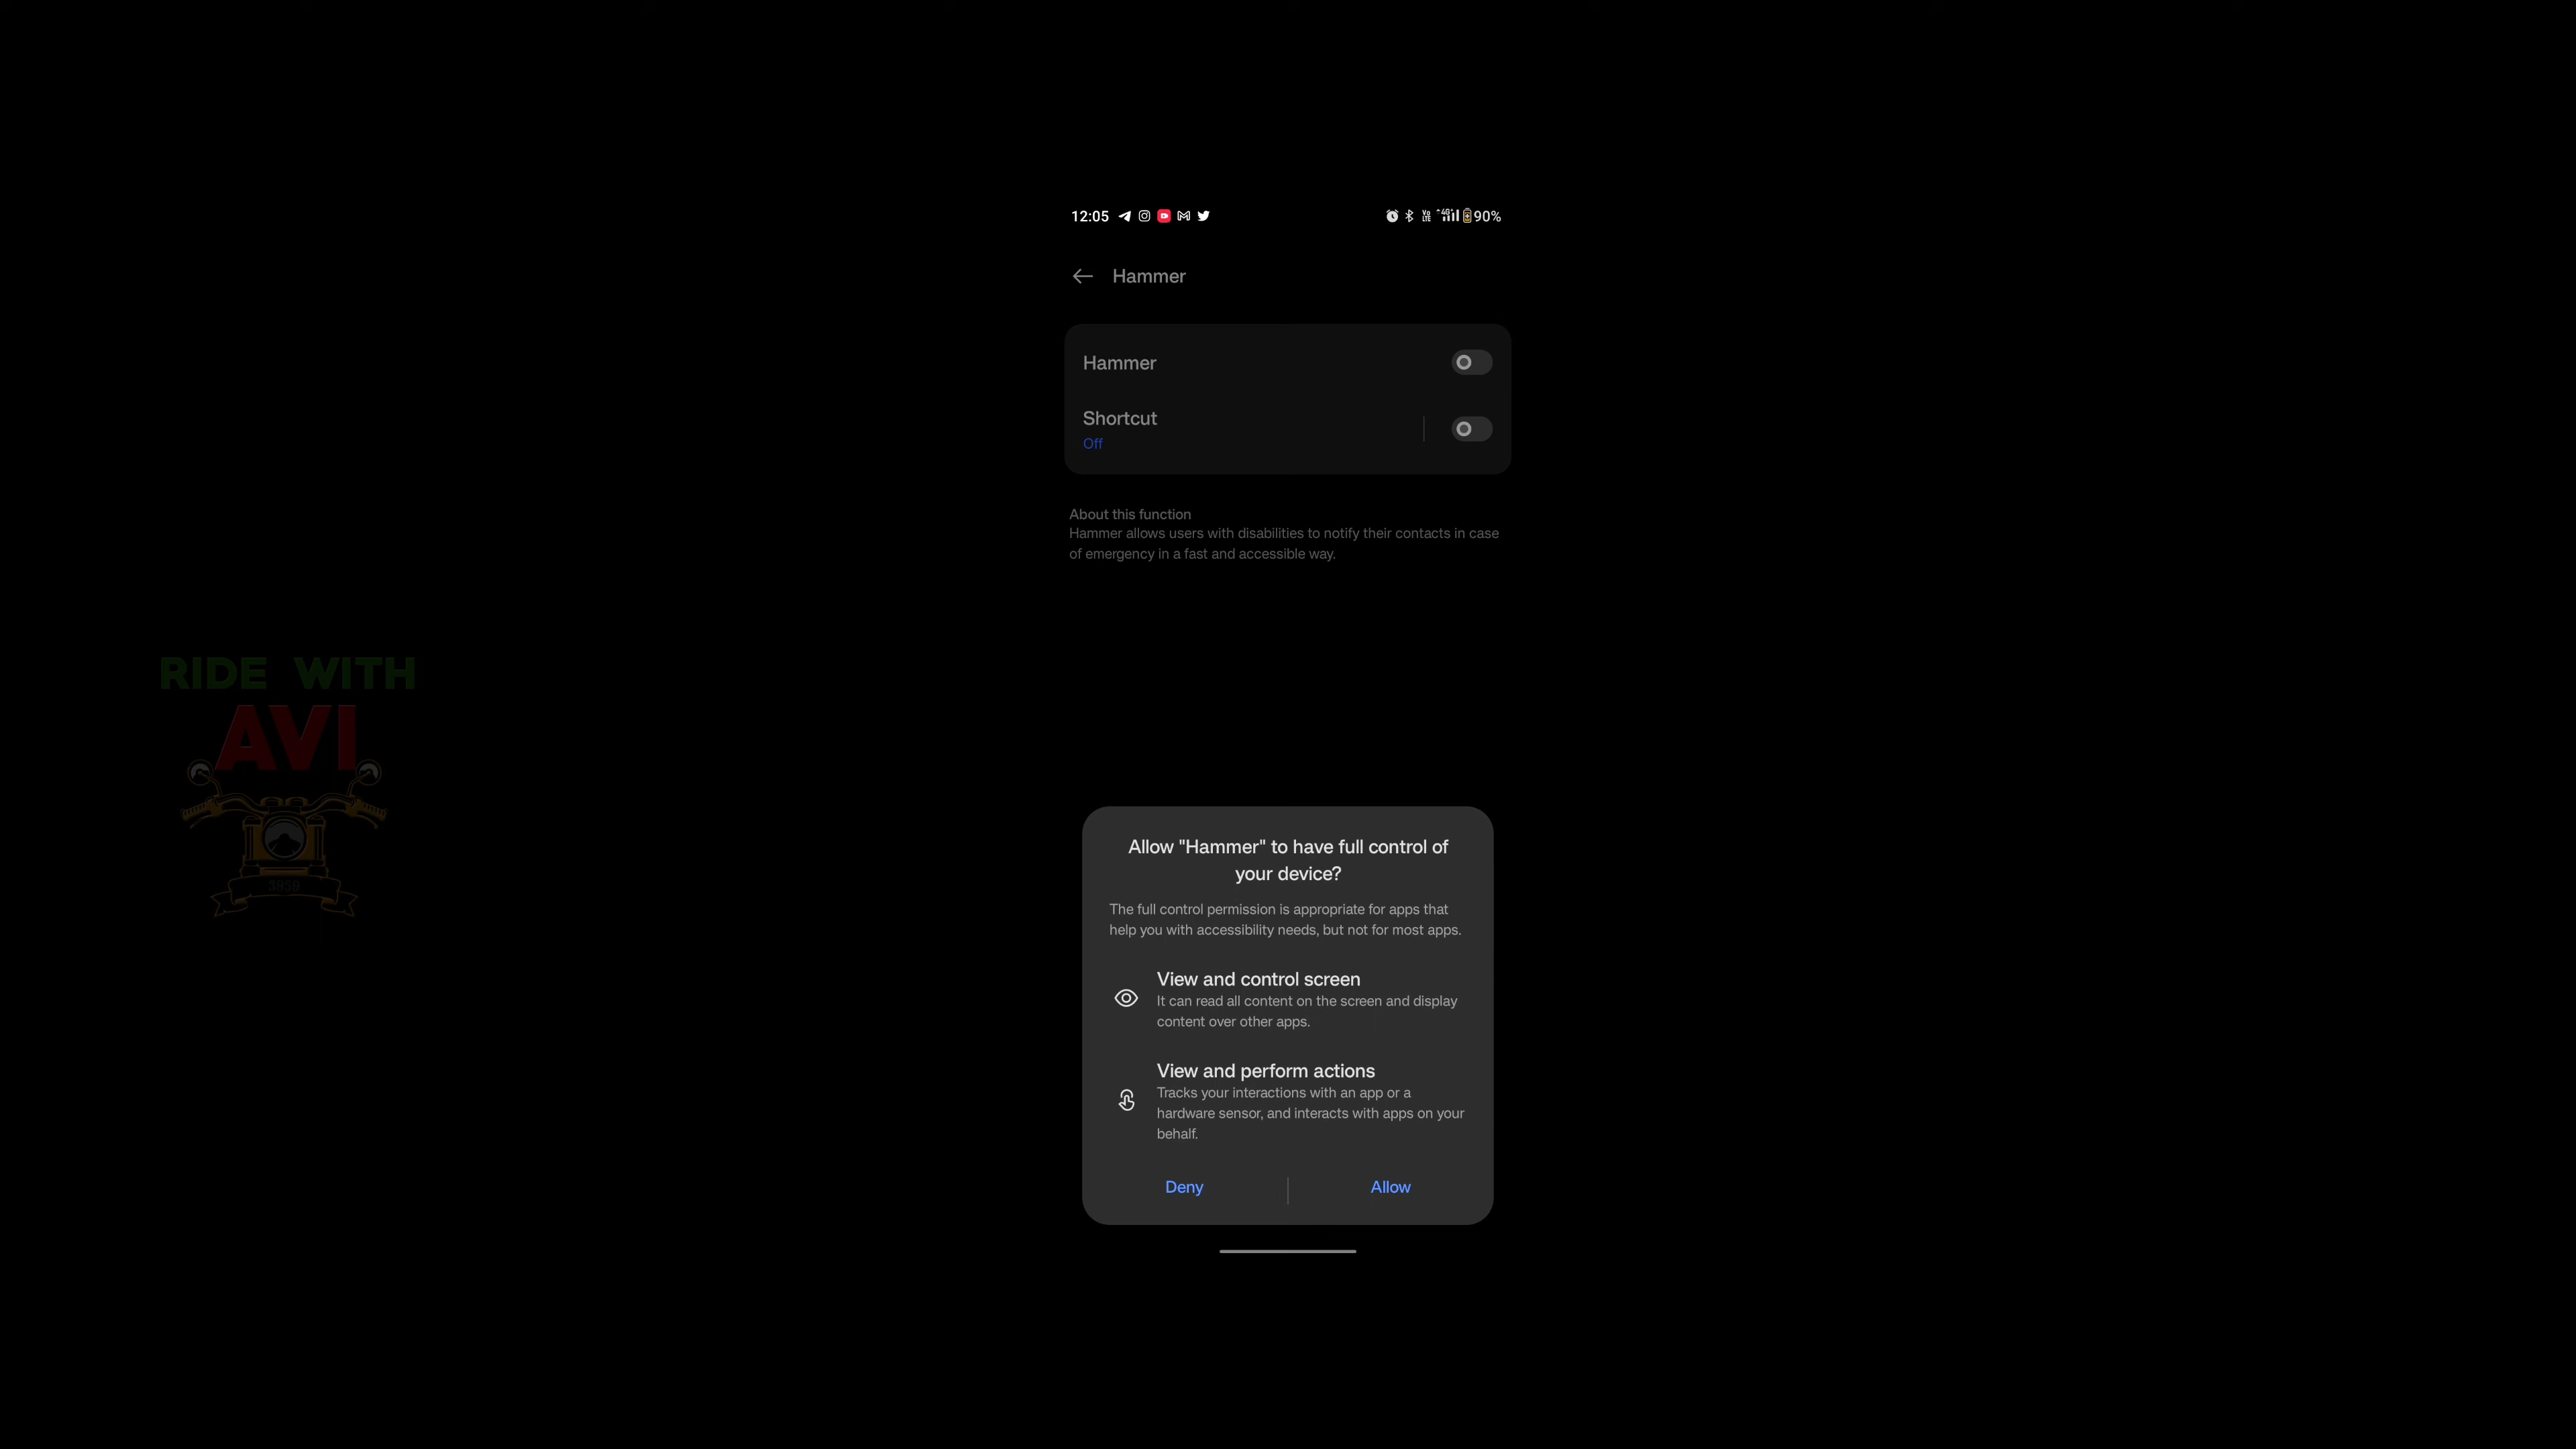 12:05
VO LTE 4G+ 90%
Hammer
Hammer
Shortcut
Off
About this function
Hammer allows users with disabilities to notify their contacts in case
of emergency in a fast and accessible way.
RIDE WITH
AVI
3959
Allow "Hammer" to have full control of
your device?
The full control permission is appropriate for apps that
help you with accessibility needs, but not for most apps.
View and control screen
It can read all content on the screen and display
content over other apps.
View and perform actions
Tracks your interactions with an app or a
hardware sensor, and interacts with apps on your
behalf.
Deny
Allow